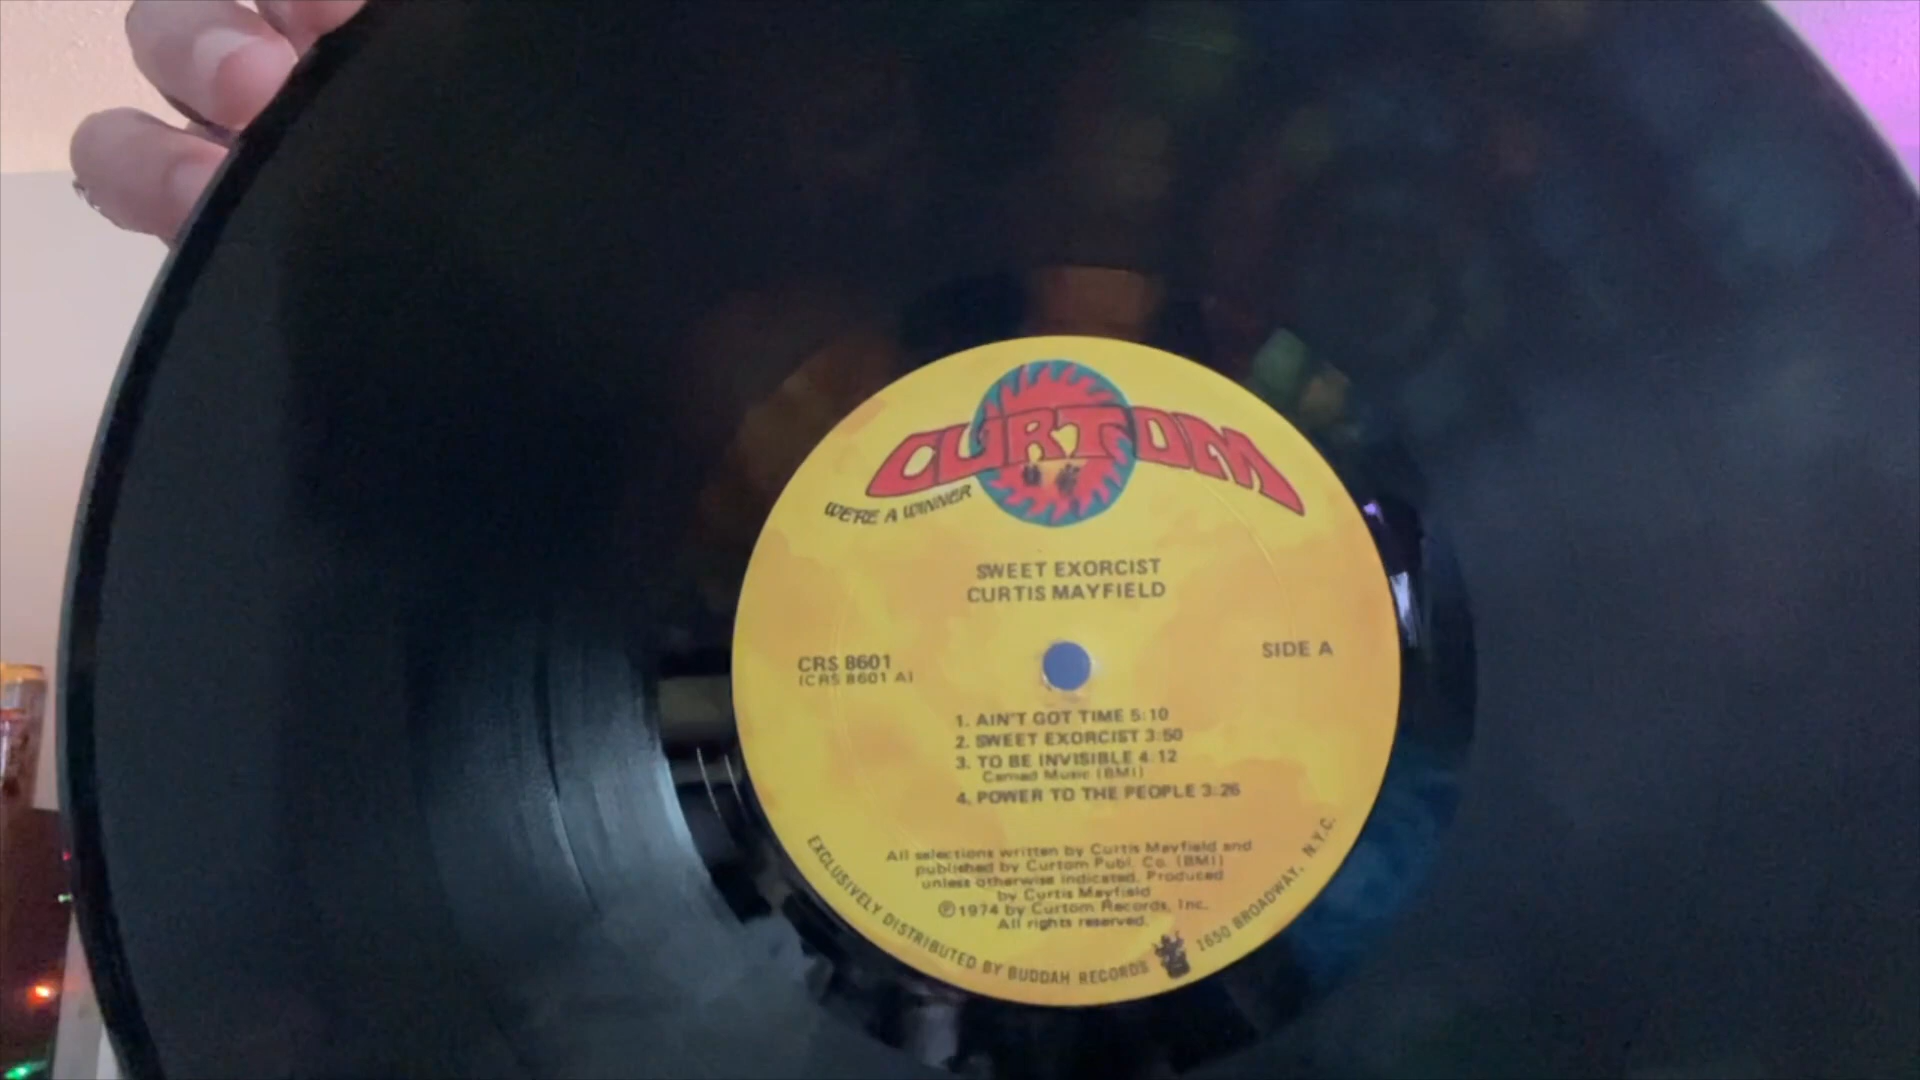 CURTOM
WE'RE A WINNER
SWEET EXORCIST
CURTIS MAYFIELD
CRS 8601
(CRS 8601 A)
SIDE A
1. AIN'T GOT TIME 5:10
2. SWEET EXORCIST 3:50
3. TO BE INVISIBLE 4:12
Camad Music (BMI)
4. POWER TO THE PEOPLE 3:26
All selections written by Curtis Mayfield and
published by Curtom Publ. Co. (BMI)
unless otherwise indicated. Produced
by Curtis Mayfield
Ⓟ1974 by Curtom Records, Inc.
All rights reserved.
EXCLUSIVELY DISTRIBUTED BY BUDDAH RECORDS 1650 BROADWAY, N.Y.C.